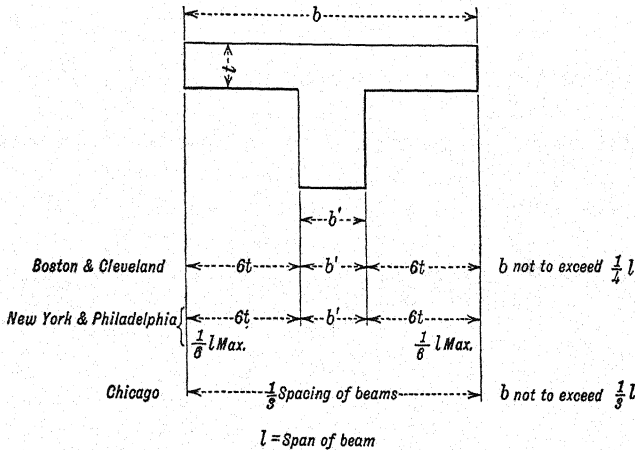 b
t
b'
Boston & Cleveland 6t b' 6t b not to exceed 1/4 l
New York & Philadelphia { 6t b' 6t
1/6 l Max. 1/6 l Max.
Chicago 1/3 Spacing of beams b not to exceed 1/3 l
l = Span of beam